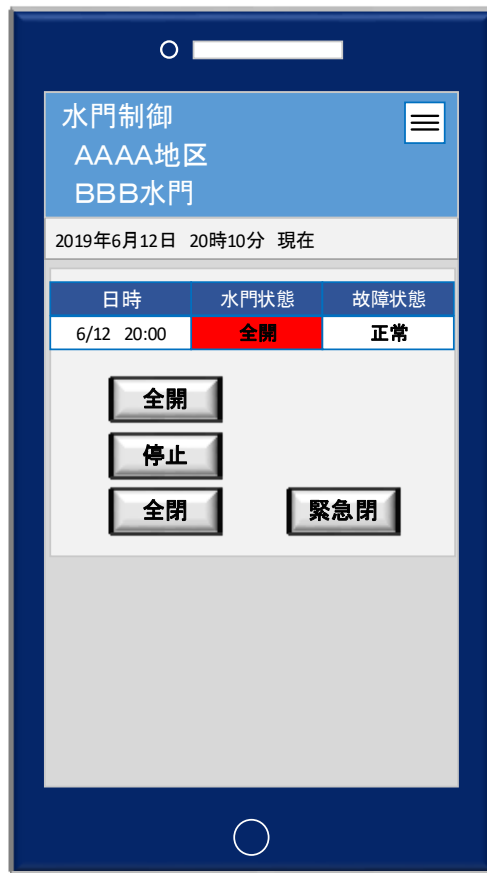 水門制御
AAAA地区
BBB水門
2019年6月12日 20時10分 現在
日時 水門状態 故障状態
6/12 20:00 全開 正常
全開
停止
全閉 緊急閉